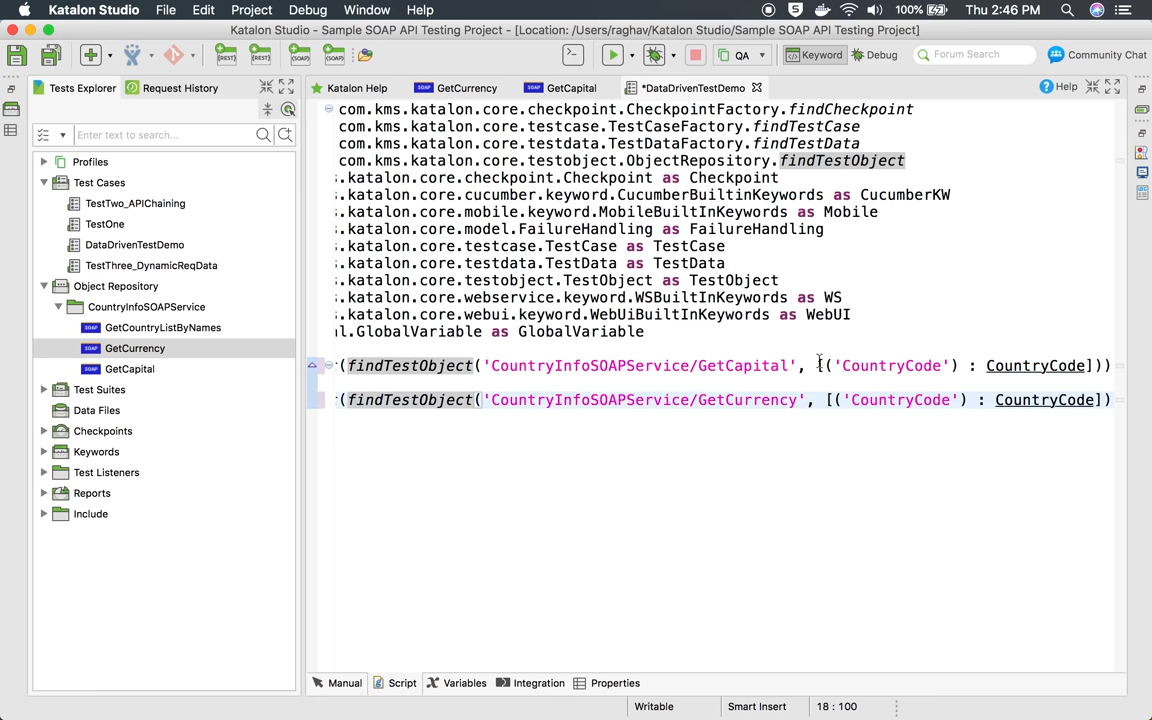 Katalon Studio File Edit Project Debug Window Help 100% Thu 2:46 PM
Katalon Studio - Sample SOAP API Testing Project - [Location: /Users/raghav/Katalon Studio/Sample SOAP API Testing Project]
REST REST SOAP SOAP QA Keyword Debug Forum Search Community Chat
Tests Explorer Request History Katalon Help GetCurrency GetCapital *DataDrivenTestDemo Help
Enter text to search...
Profiles
Test Cases
TestTwo_APIChaining
TestOne
DataDrivenTestDemo
TestThree_DynamicReqData
Object Repository
CountryInfoSOAPService
SOAP GetCountryListByNames
SOAP GetCurrency
SOAP GetCapital
Test Suites
Data Files
Checkpoints
Keywords
Test Listeners
Reports
Include
com.kms.katalon.core.checkpoint.CheckpointFactory.findCheckpoint
com.kms.katalon.core.testcase.TestCaseFactory.findTestCase
com.kms.katalon.core.testdata.TestDataFactory.findTestData
com.kms.katalon.core.testobject.ObjectRepository.findTestObject
s.katalon.core.checkpoint.Checkpoint as Checkpoint
s.katalon.core.cucumber.keyword.CucumberBuiltinKeywords as CucumberKW
s.katalon.core.mobile.keyword.MobileBuiltInKeywords as Mobile
s.katalon.core.model.FailureHandling as FailureHandling
s.katalon.core.testcase.TestCase as TestCase
s.katalon.core.testdata.TestData as TestData
s.katalon.core.testobject.TestObject as TestObject
s.katalon.core.webservice.keyword.WSBuiltInKeywords as WS
s.katalon.core.webui.keyword.WebUiBuiltInKeywords as WebUI
al.GlobalVariable as GlobalVariable
t(findTestObject('CountryInfoSOAPService/GetCapital', [('CountryCode') : CountryCode]))
t(findTestObject('CountryInfoSOAPService/GetCurrency', [('CountryCode') : CountryCode])
Manual Script Variables Integration Properties
Writable Smart Insert 18 : 100